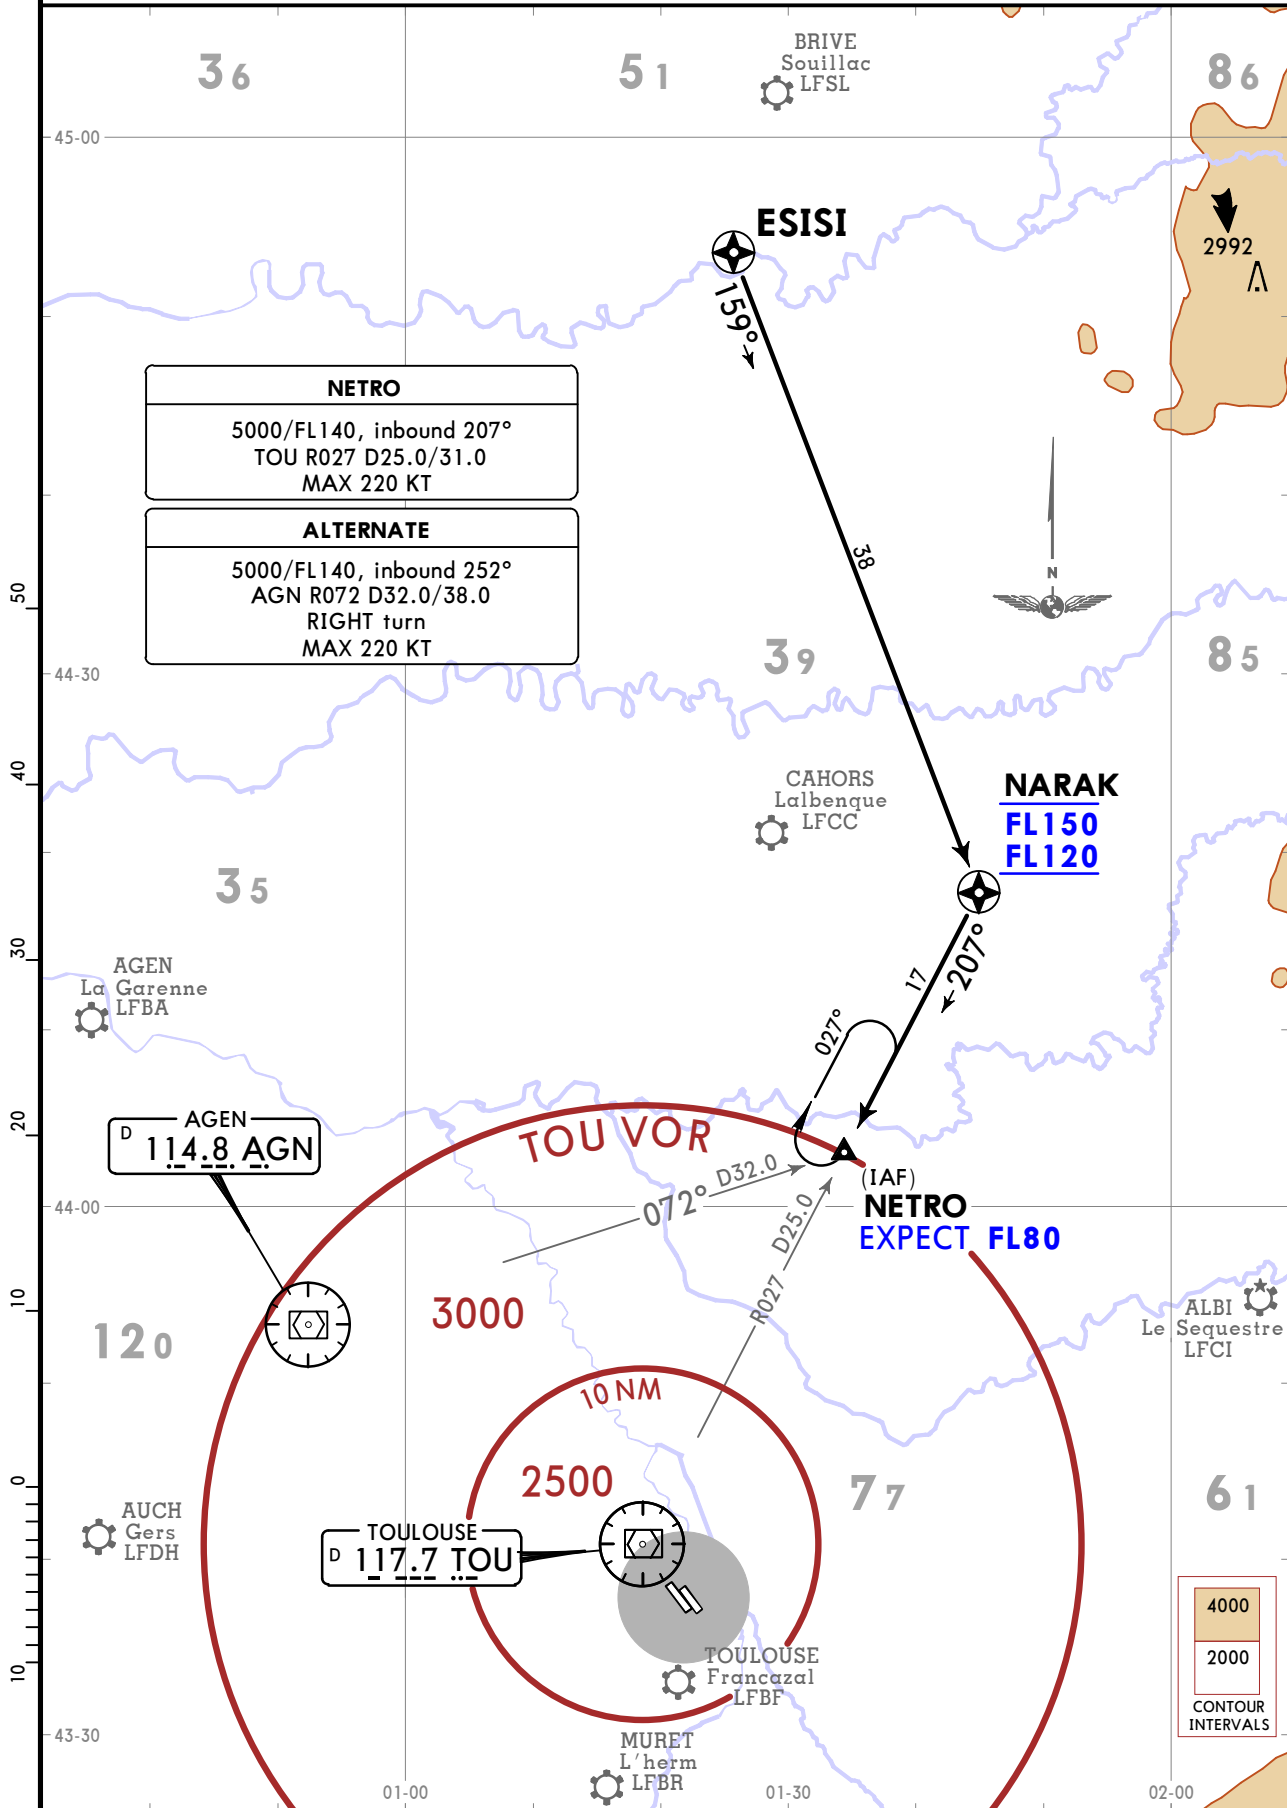 36
51
86
BRIVE
Souillac
LFSL
45-00
ESISI
2992
159°
NETRO
5000/FL140, inbound 207°
TOU R027 D25.0/31.0
MAX 220 KT
ALTERNATE
5000/FL140, inbound 252°
AGN R072 D32.0/38.0
RIGHT turn
MAX 220 KT
38
N
50
39
85
44-30
40
CAHORS
Lalbenque
LFCC
NARAK
FL150
FL120
35
30
AGEN
La Garenne
LFBA
207°
17
027°
20
AGEN
D 114.8 AGN
TOU VOR
D32.0
072°
(IAF)
44-00
NETRO
EXPECT FL80
D25.0
R027
3000
10
120
ALBI
Le Sequestre
LFCI
10 NM
2500
0
77
61
AUCH
Gers
LFDH
TOULOUSE
D 117.7 TOU
4000
2000
CONTOUR
INTERVALS
10
TOULOUSE
Francazal
LFBF
43-30
MURET
L'herm
LFBR
01-00
01-30
02-00